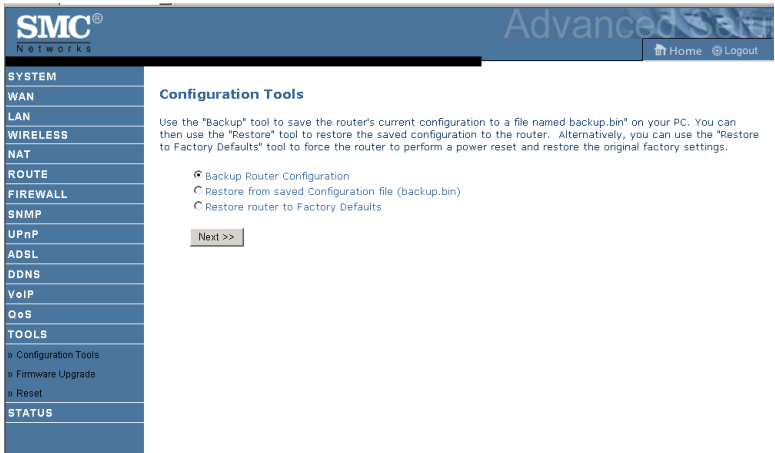 SMC®
Networks
Advanced Setup
Home Logout
SYSTEM
WAN
LAN
WIRELESS
NAT
ROUTE
FIREWALL
SNMP
UPnP
ADSL
DDNS
VoIP
QoS
TOOLS
» Configuration Tools
» Firmware Upgrade
» Reset
STATUS
Configuration Tools
Use the "Backup" tool to save the router's current configuration to a file named backup.bin" on your PC. You can
then use the "Restore" tool to restore the saved configuration to the router. Alternatively, you can use the "Restore
to Factory Defaults" tool to force the router to perform a power reset and restore the original factory settings.
Backup Router Configuration
Restore from saved Configuration file (backup.bin)
Restore router to Factory Defaults
Next >>